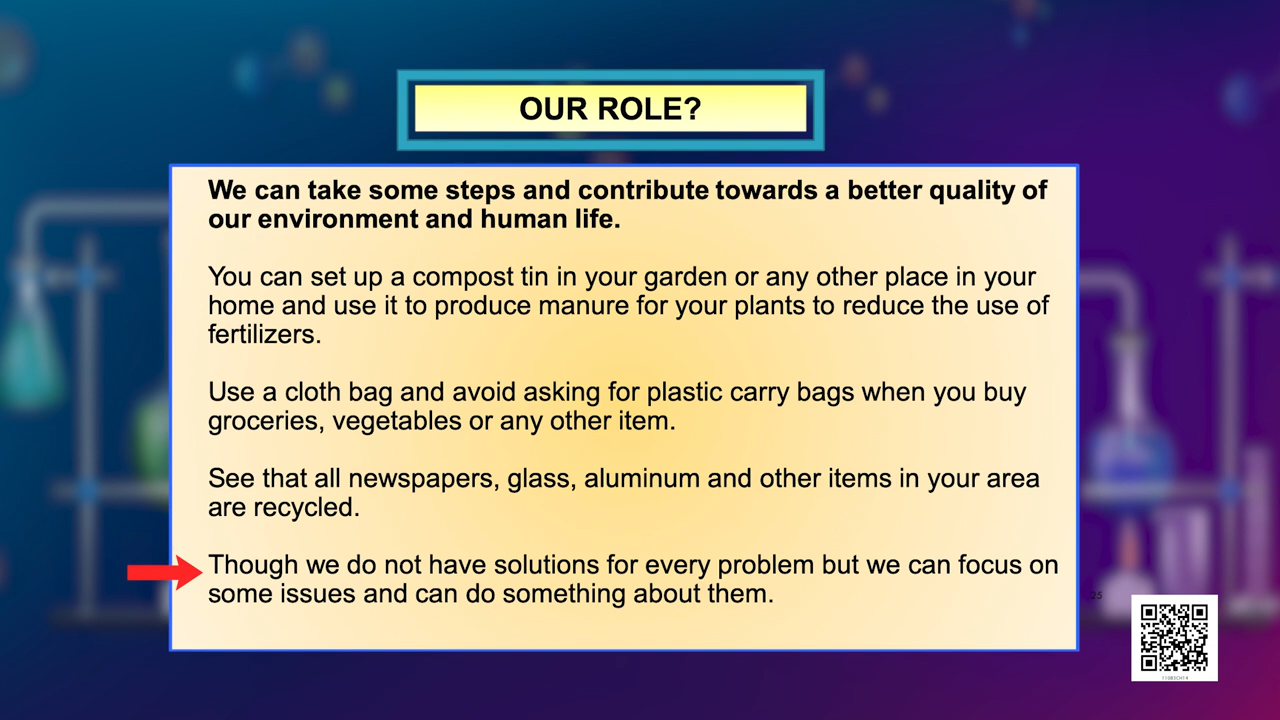 OUR ROLE?
We can take some steps and contribute towards a better quality of
our environment and human life.
You can set up a compost tin in your garden or any other place in your
home and use it to produce manure for your plants to reduce the use of
fertilizers.
Use a cloth bag and avoid asking for plastic carry bags when you buy
groceries, vegetables or any other item.
See that all newspapers, glass, aluminum and other items in your area
are recycled.
Though we do not have solutions for every problem but we can focus on
some issues and can do something about them.
25